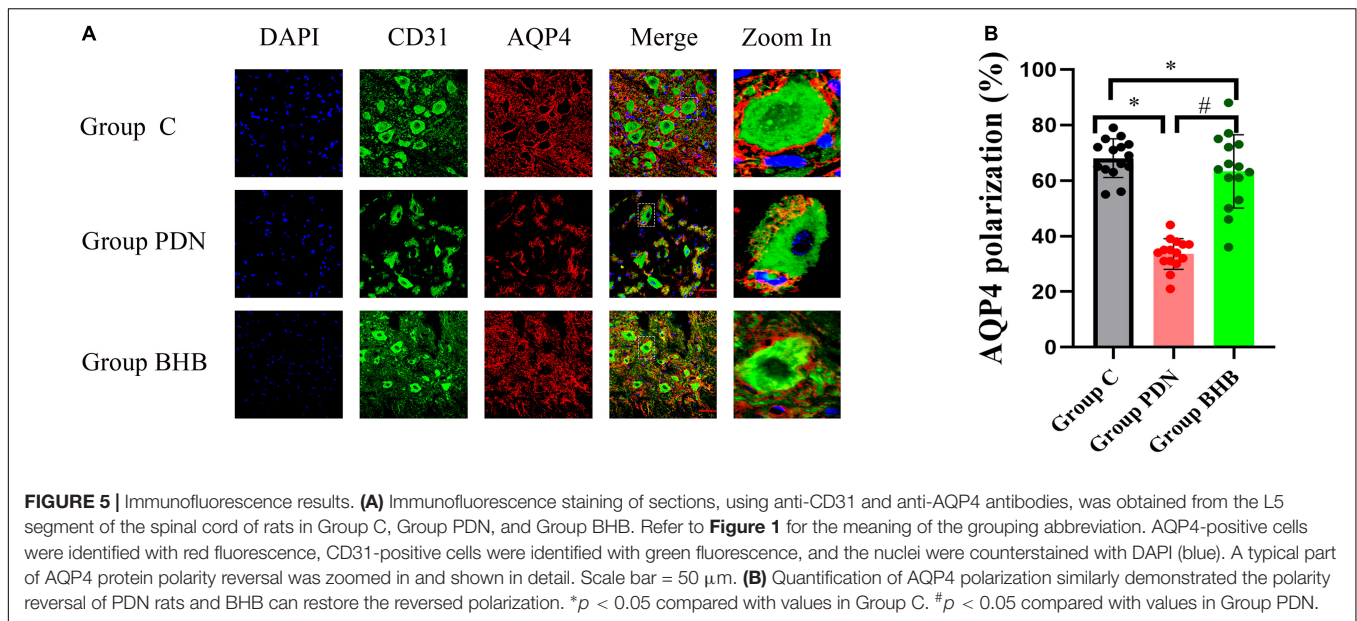 A
DAPI CD31 AQP4 Merge Zoom In
Group C
Group PDN
Group BHB
B
AQP4 polarization (%)
100
80
60
40
20
0
*
* #
Group C
Group PDN
Group BHB
FIGURE 5 | Immunofluorescence results. (A) Immunofluorescence staining of sections, using anti-CD31 and anti-AQP4 antibodies, was obtained from the L5
segment of the spinal cord of rats in Group C, Group PDN, and Group BHB. Refer to Figure 1 for the meaning of the grouping abbreviation. AQP4-positive cells
were identified with red fluorescence, CD31-positive cells were identified with green fluorescence, and the nuclei were counterstained with DAPI (blue). A typical part
of AQP4 protein polarity reversal was zoomed in and shown in detail. Scale bar = 50 μm. (B) Quantification of AQP4 polarization similarly demonstrated the polarity
reversal of PDN rats and BHB can restore the reversed polarization. *p < 0.05 compared with values in Group C. #p < 0.05 compared with values in Group PDN.